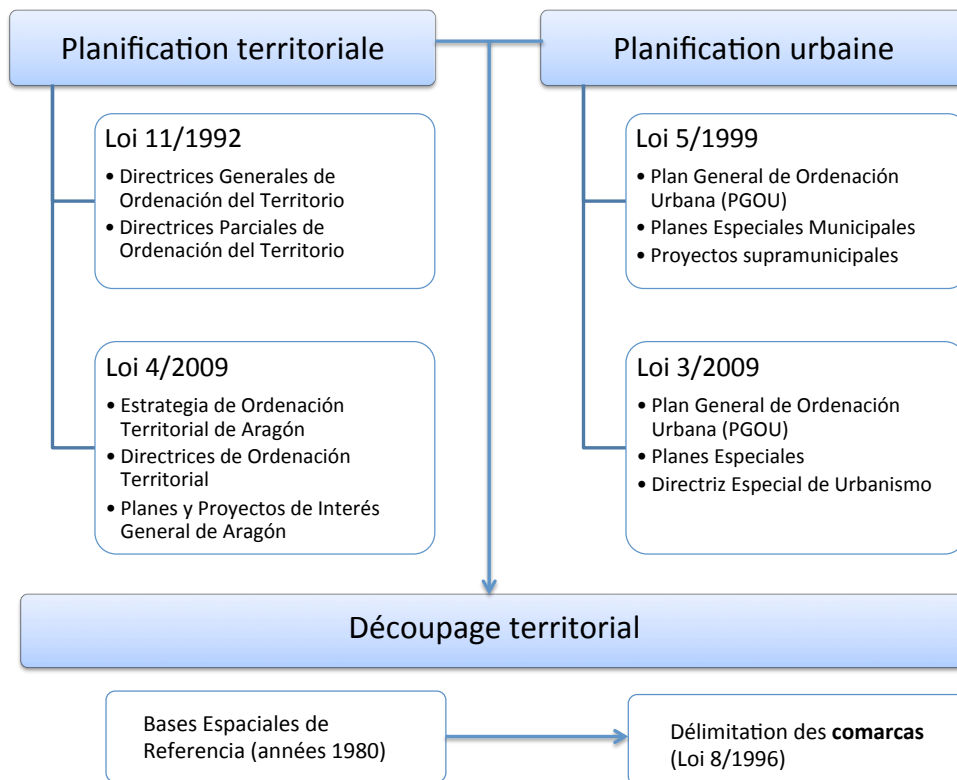 Planification territoriale
Loi 11/1992
• Directrices Generales de
Ordenación del Territorio
• Directrices Parciales de
Ordenación del Territorio
Loi 4/2009
• Estrategia de Ordenación
Territorial de Aragón
• Directrices de Ordenación
Territorial
• Planes y Proyectos de Interés
General de Aragón
Planification urbaine
Loi 5/1999
• Plan General de Ordenación
Urbana (PGOU)
• Planes Especiales Municipales
• Proyectos supramunicipales
Loi 3/2009
• Plan General de Ordenación
Urbana (PGOU)
• Planes Especiales
• Directriz Especial de Urbanismo
Découpage territorial
Bases Espaciales de
Referencia (années 1980)
Délimitation des comarcas
(Loi 8/1996)